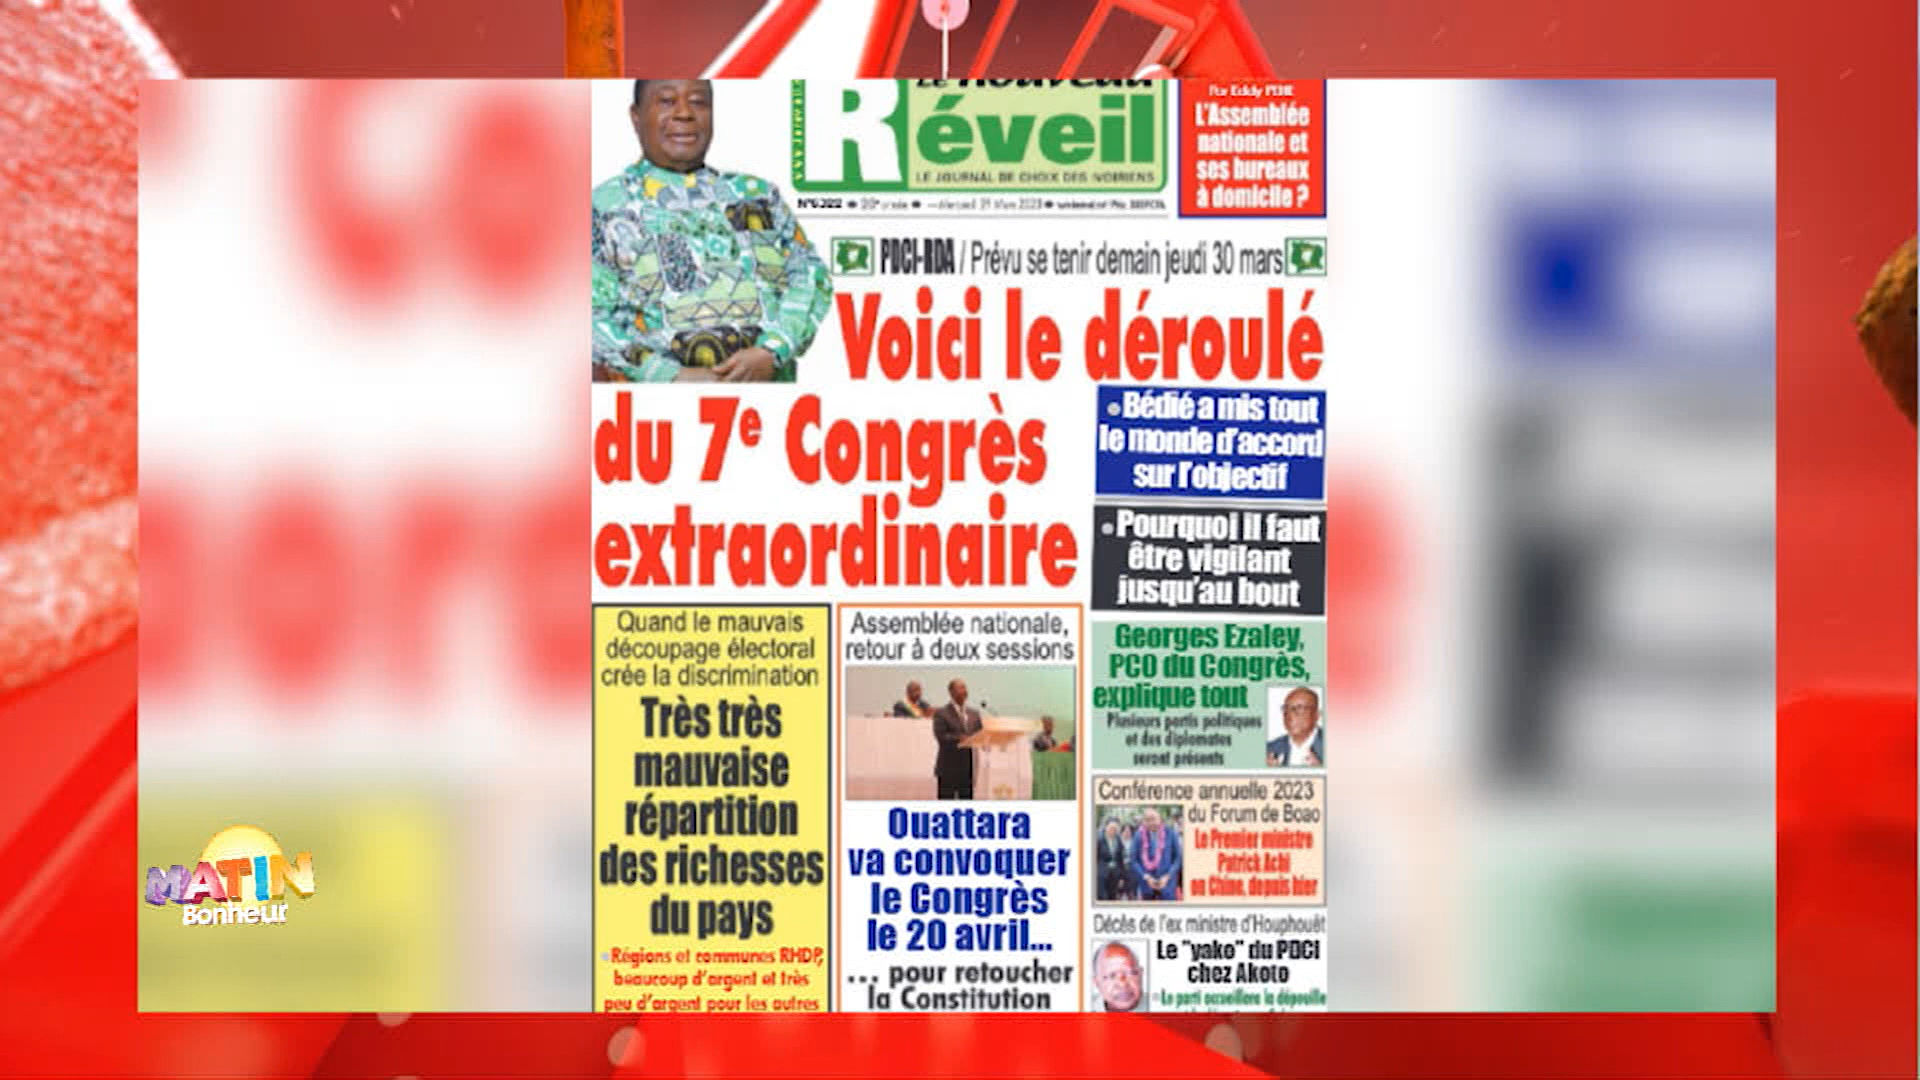 Le nouveau
Réveil
LE JOURNAL DE CHOIX DES IVOIRIENS
Par Eddy PEHE
L'Assemblée
nationale et
ses bureaux
à domicile ?
PDCI-RDA / Prévu se tenir demain jeudi 30 mars
Voici le déroulé
du 7e Congrès
extraordinaire
•Bédié a mis tout
le monde d'accord
sur l'objectif
•Pourquoi il faut
être vigilant
jusqu'au bout
Georges Ezaley,
PCO du Congrès,
explique tout
Plusieurs partis politiques
et des diplomates
seront présents
Quand le mauvais
découpage électoral
crée la discrimination
Très très
mauvaise
répartition
des richesses
du pays
•Régions et communes RHDP,
beaucoup d'argent et très
peu d'argent pour les autres
Assemblée nationale,
retour à deux sessions
Ouattara
va convoquer
le Congrès
le 20 avril...
... pour retoucher
la Constitution
Conférence annuelle 2023
du Forum de Boao
Le Premier ministre
Patrick Achi
en Chine, depuis hier
Décès de l'ex ministre d'Houphouët
Le "yako" du PDCI
chez Akoto
•Le parti accueillera la dépouille
MATIN
Bonheur